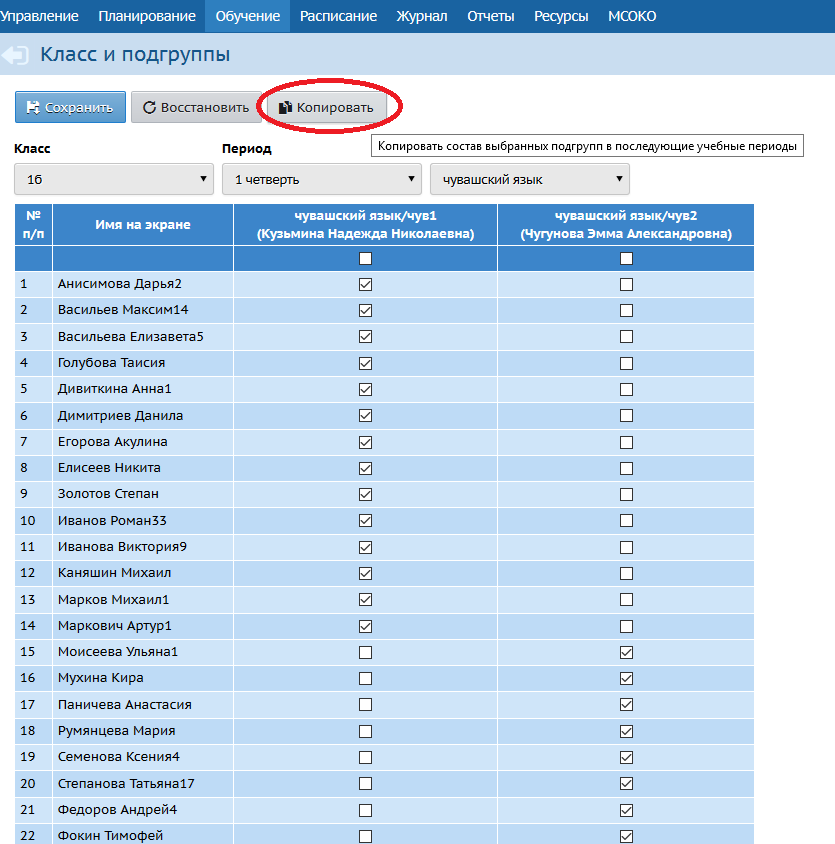 Управление Планирование Обучение Расписание Журнал Отчеты Ресурсы МСОКО
Класс и подгруппы
Сохранить Восстановить Копировать
Копировать состав выбранных подгрупп в последующие учебные периоды
Класс Период
1б 1 четверть чувашский язык
№ п/п Имя на экране чувашский язык/чув1 (Кузьмина Надежда Николаевна) чувашский язык/чув2 (Чугунова Эмма Александровна)
1 Анисимова Дарья2
2 Васильев Максим14
3 Васильева Елизавета5
4 Голубова Таисия
5 Дивиткина Анна1
6 Димитриев Данила
7 Егорова Акулина
8 Елисеев Никита
9 Золотов Степан
10 Иванов Роман33
11 Иванова Виктория9
12 Каняшин Михаил
13 Марков Михаил1
14 Маркович Артур1
15 Моисеева Ульяна1
16 Мухина Кира
17 Паничева Анастасия
18 Румянцева Мария
19 Семенова Ксения4
20 Степанова Татьяна17
21 Федоров Андрей4
22 Фокин Тимофей